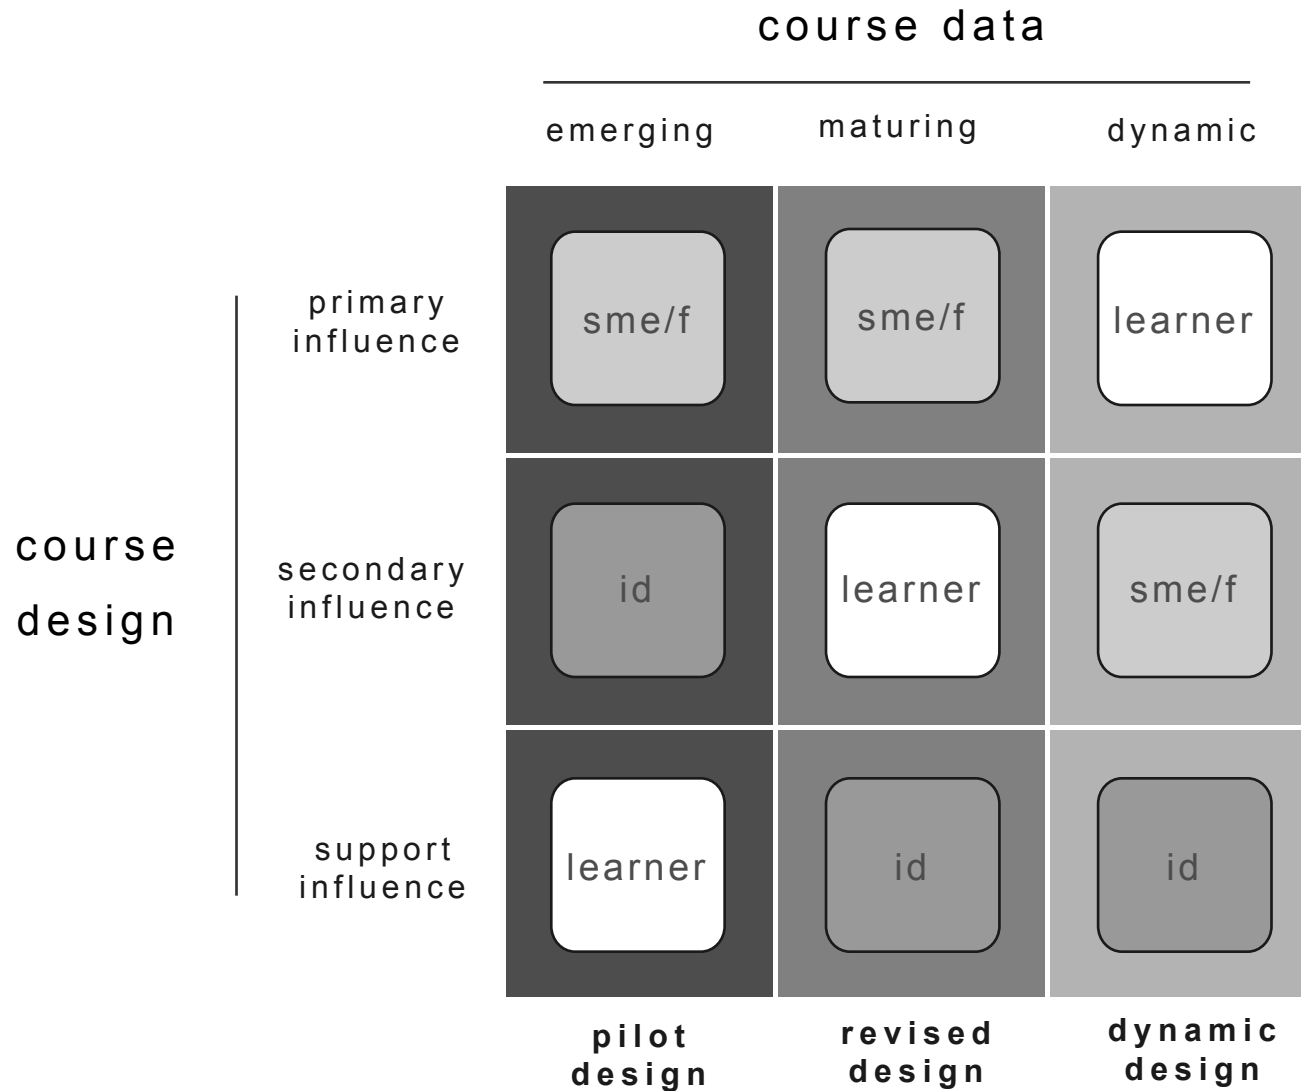 course data
emerging
maturing
dynamic
primary
influence
sme/f
sme/f
learner
course
design
secondary
influence
id
learner
sme/f
support
influence
learner
id
id
pilot
design
revised
design
dynamic
design